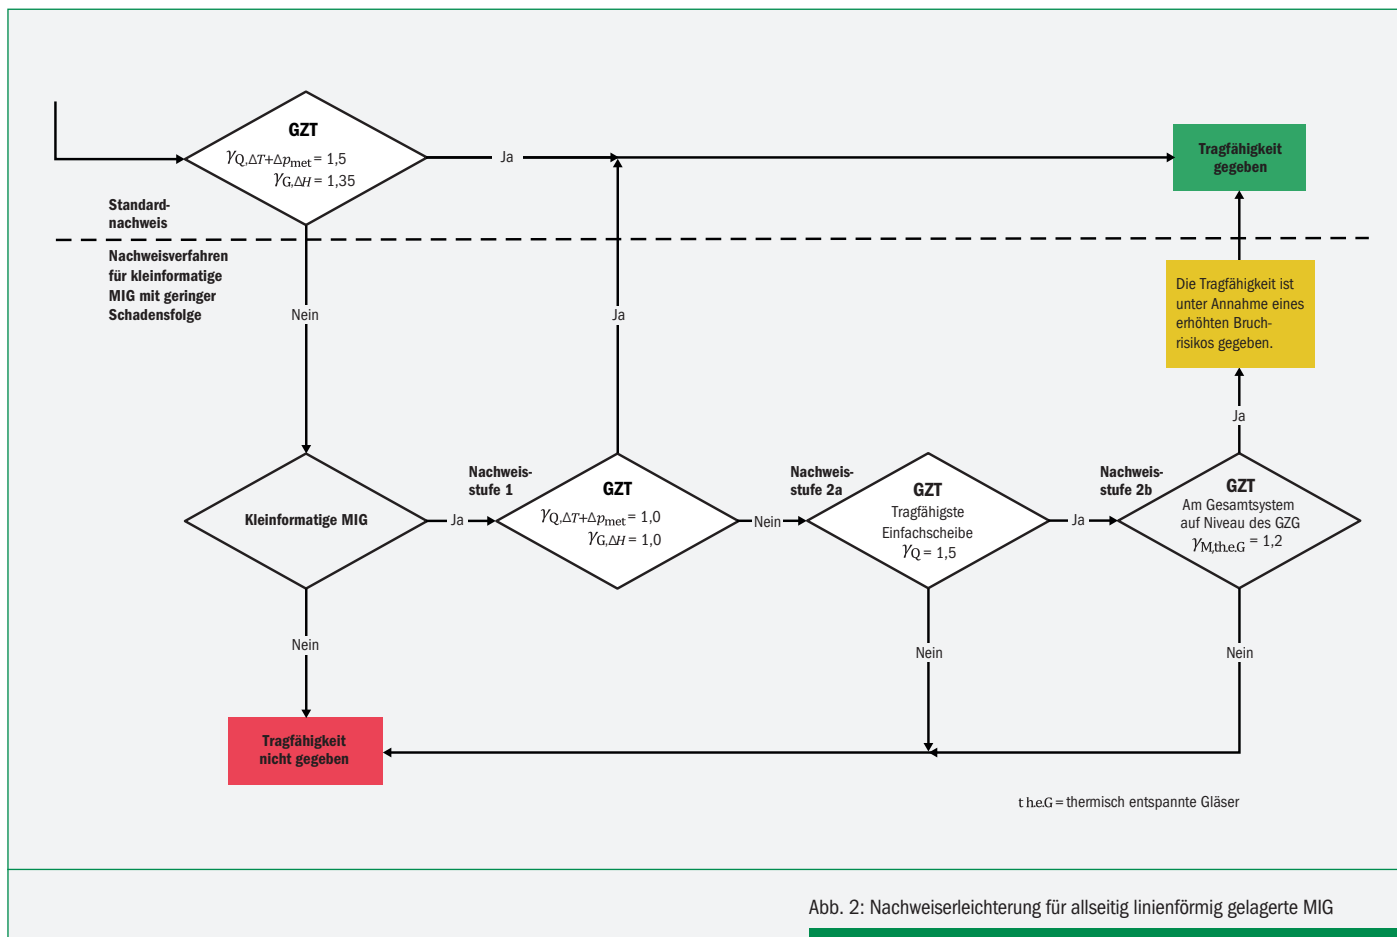 GZT
γQ,ΔT+Δpmet = 1,5
γG,ΔH = 1,35
Ja
Tragfähigkeit
gegeben
Standard-
nachweis
Nachweisverfahren
für kleinformatige
MIG mit geringer
Schadensfolge
Nein
Ja
Die Tragfähigkeit ist
unter Annahme eines
erhöhten Bruch-
risikos gegeben.
Ja
Kleinformatige MIG
Ja
Nachweis-
stufe 1
GZT
γQ,ΔT+Δpmet = 1,0
γG,ΔH = 1,0
Nein
Nachweis-
stufe 2a
GZT
Tragfähigste
Einfachscheibe
γQ = 1,5
Ja
Nachweis-
stufe 2b
GZT
Am Gesamtsystem
auf Niveau des GZG
γM,th.e.G = 1,2
Nein
Nein
Nein
Tragfähigkeit
nicht gegeben
t h.e.G = thermisch entspannte Gläser
Abb. 2: Nachweiserleichterung für allseitig linienförmig gelagerte MIG